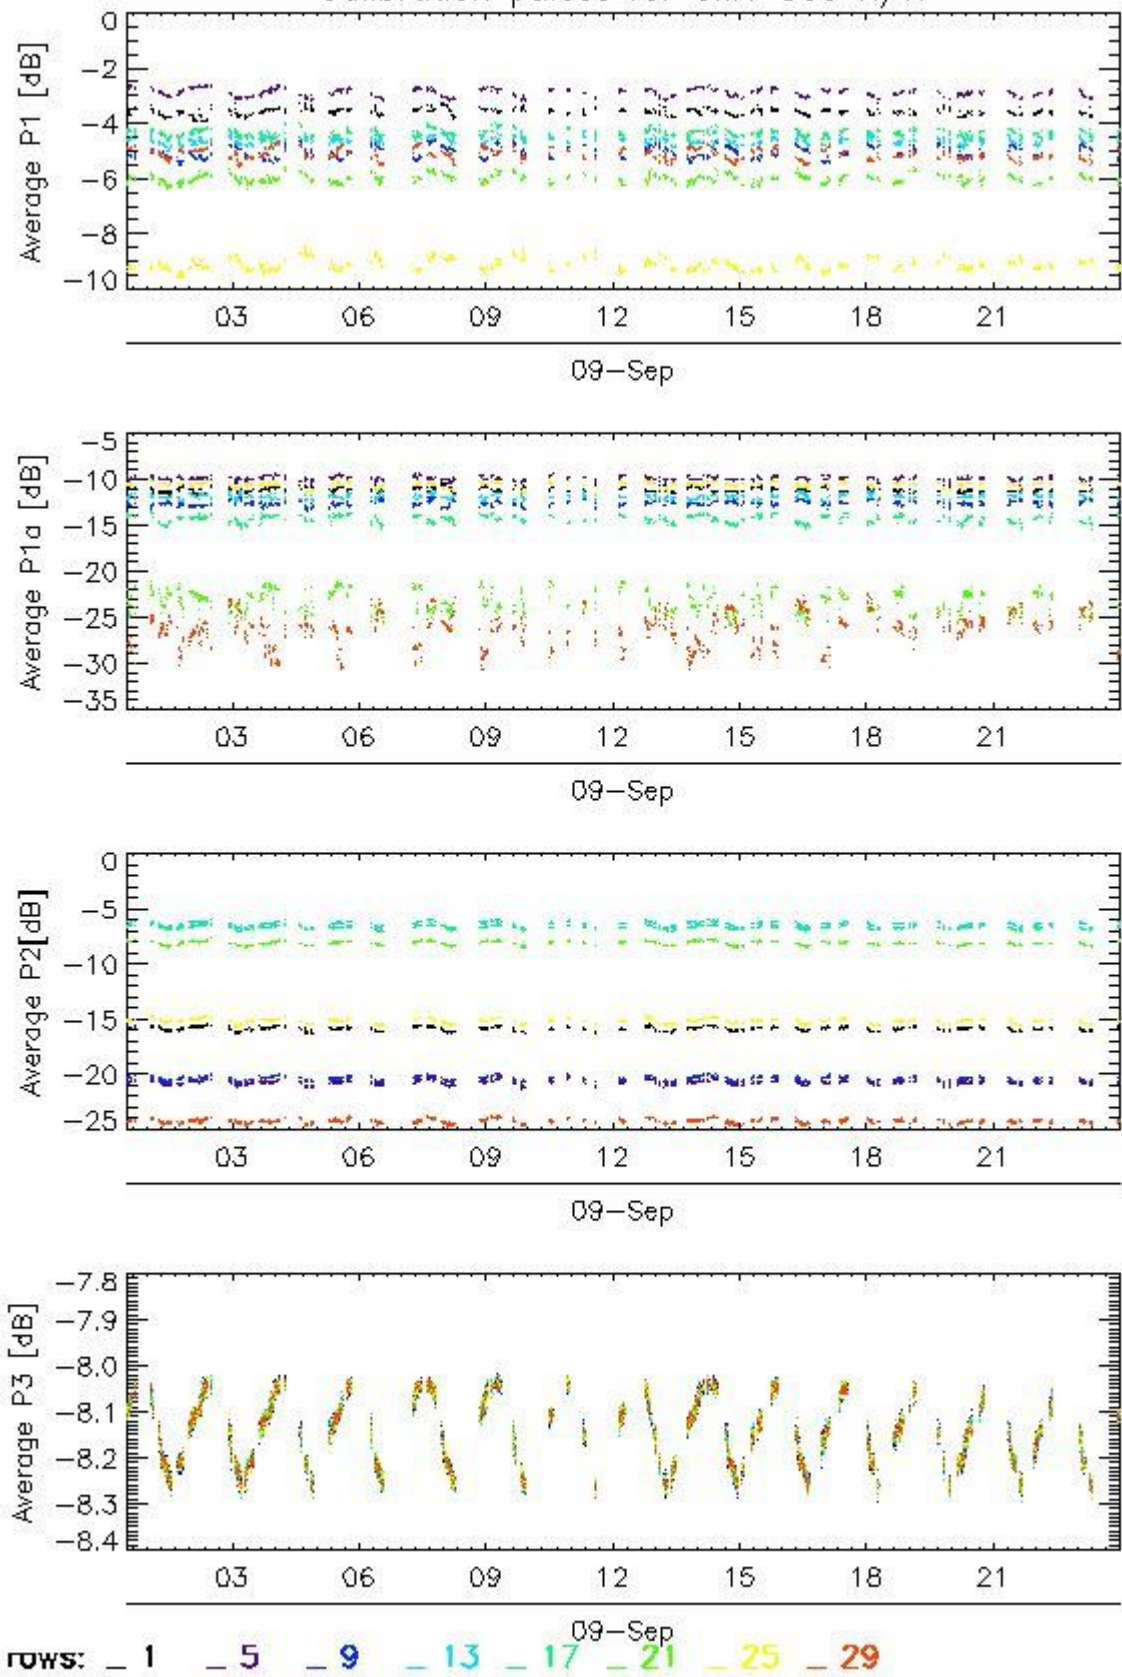 0
-2
-4
-6
-8
-10
Average P1 [dB]
03 06 09 12 15 18 21
09-Sep
-5
-10
-15
-20
-25
-30
-35
Average P1a [dB]
03 06 09 12 15 18 21
09-Sep
0
-5
-10
-15
-20
-25
Average P2[dB]
03 06 09 12 15 18 21
09-Sep
-7.8
-7.9
-8.0
-8.1
-8.2
-8.3
-8.4
Average P3 [dB]
03 06 09 12 15 18 21
09-Sep
rows: _ 1 _ 5 _ 9 _ 13 _ 17 _ 21 _ 25 _ 29